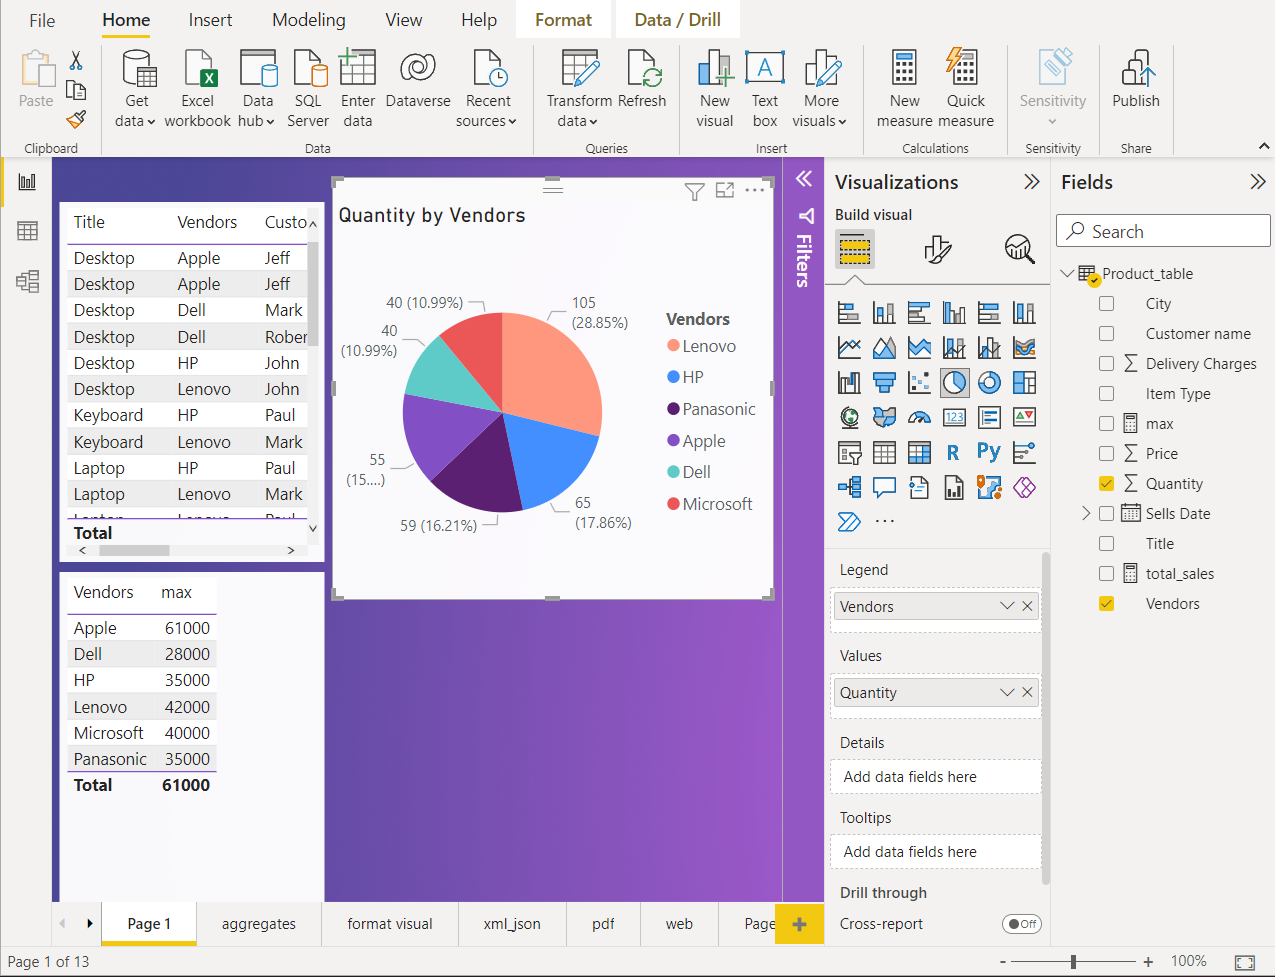 File Home Insert Modeling View Help Format Data / Drill
Paste
Get data
Excel workbook
Data hub
SQL Server
Enter data
Dataverse
Recent sources
Transform data
Refresh
New visual
Text box
More visuals
New measure
Quick measure
Sensitivity
Publish
Clipboard Data Queries Insert Calculations Sensitivity Share
Title Vendors Custo
Desktop Apple Jeff
Desktop Apple Jeff
Desktop Dell Mark
Desktop Dell Rober
Desktop HP John
Desktop Lenovo John
Keyboard HP Paul
Keyboard Lenovo Mark
Laptop HP Paul
Laptop Lenovo Mark
Laptop Lenovo Paul
Total
Vendors max
Apple 61000
Dell 28000
HP 35000
Lenovo 42000
Microsoft 40000
Panasonic 35000
Total 61000
Quantity by Vendors
40 (10.99%)
105
(28.85%)
40
(10.99%)
55
(15....)
59 (16.21%)
65
(17.86%)
Vendors
Lenovo
HP
Panasonic
Apple
Dell
Microsoft
Filters
Visualizations
Build visual
123
R
Py
Legend
Vendors
Values
Quantity
Details
Add data fields here
Tooltips
Add data fields here
Drill through
Cross-report Off
Fields
Search
Product_table
City
Customer name
Delivery Charges
Item Type
max
Price
Quantity
Sells Date
Title
total_sales
Vendors
Page 1 aggregates format visual xml_json pdf web Page
Page 1 of 13
- + 100%